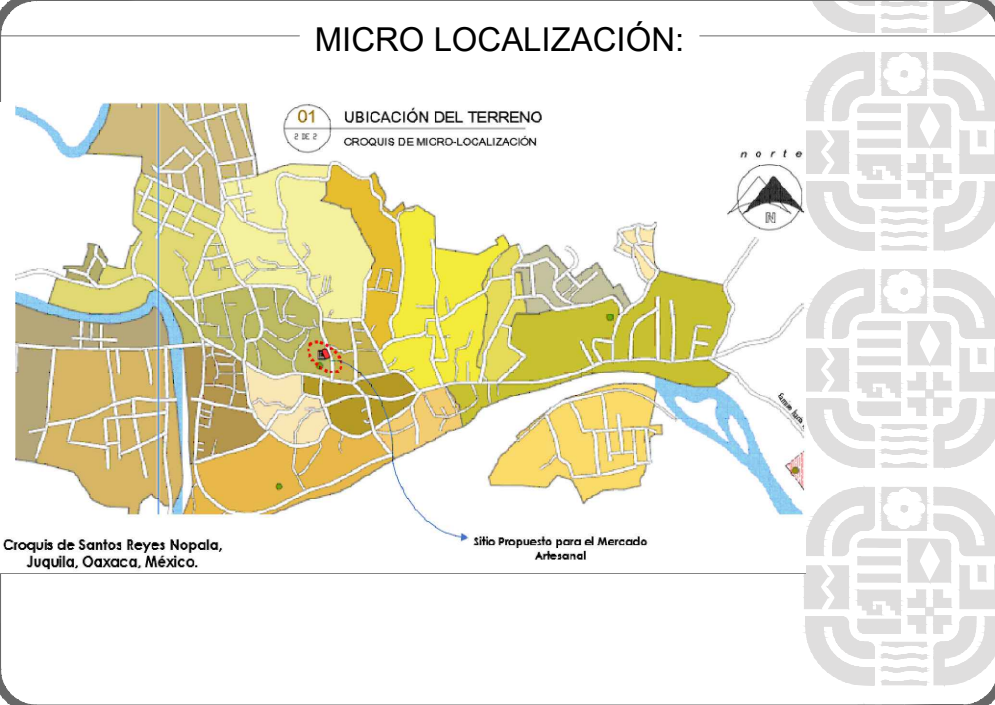 MICRO LOCALIZACIÓN:
01
2 DE 2
UBICACIÓN DEL TERRENO
CROQUIS DE MICRO-LOCALIZACIÓN
norte
N
Croquis de Santos Reyes Nopala,
Juquila, Oaxaca, México.
Sitio Propuesto para el Mercado
Artesanal